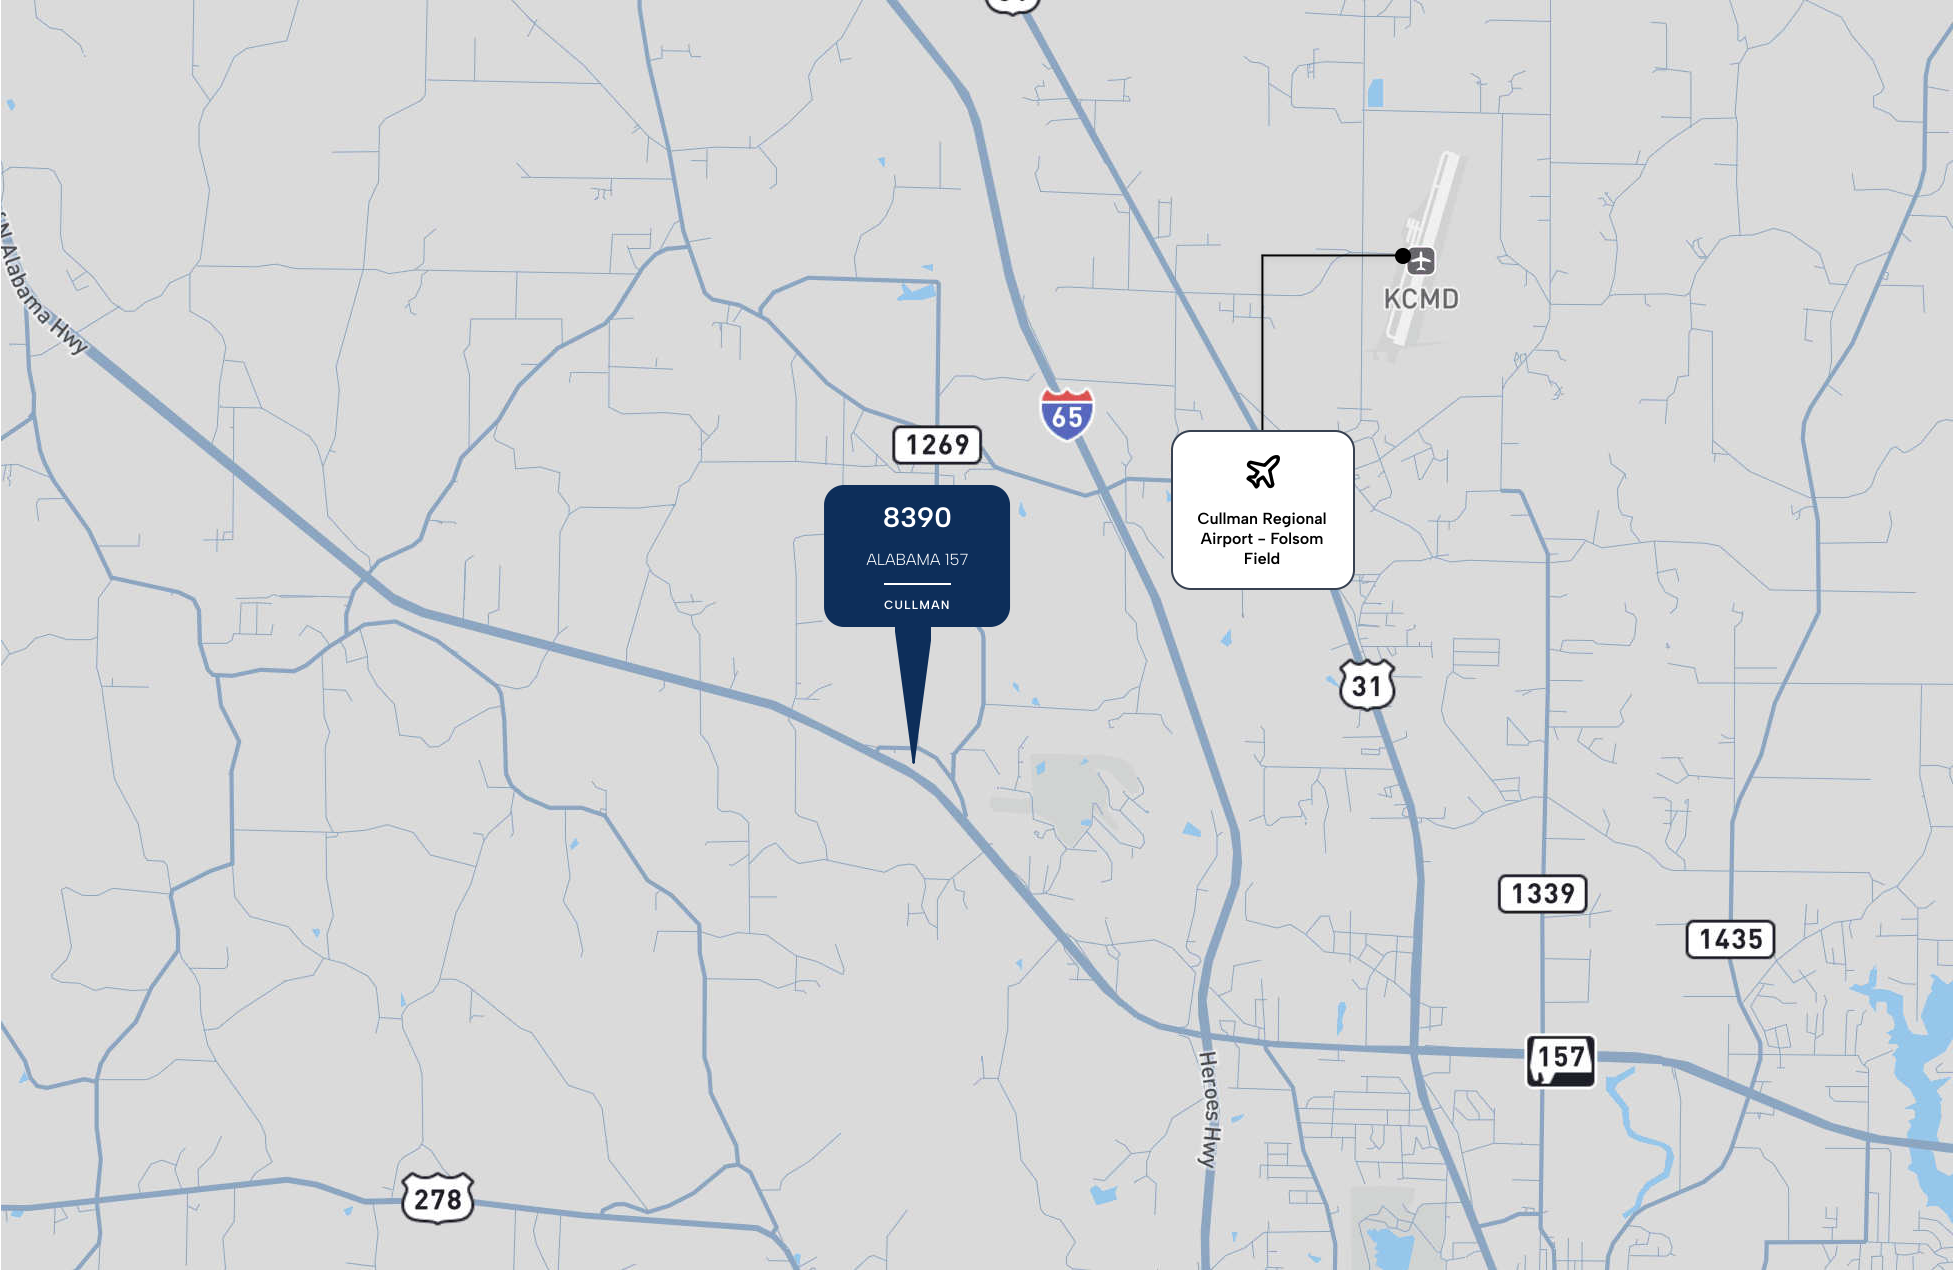 N Alabama Hwy
KCMD
65
1269
8390
ALABAMA 157
CULLMAN
Cullman Regional
Airport - Folsom
Field
31
1339
1435
157
Heroes Hwy
278